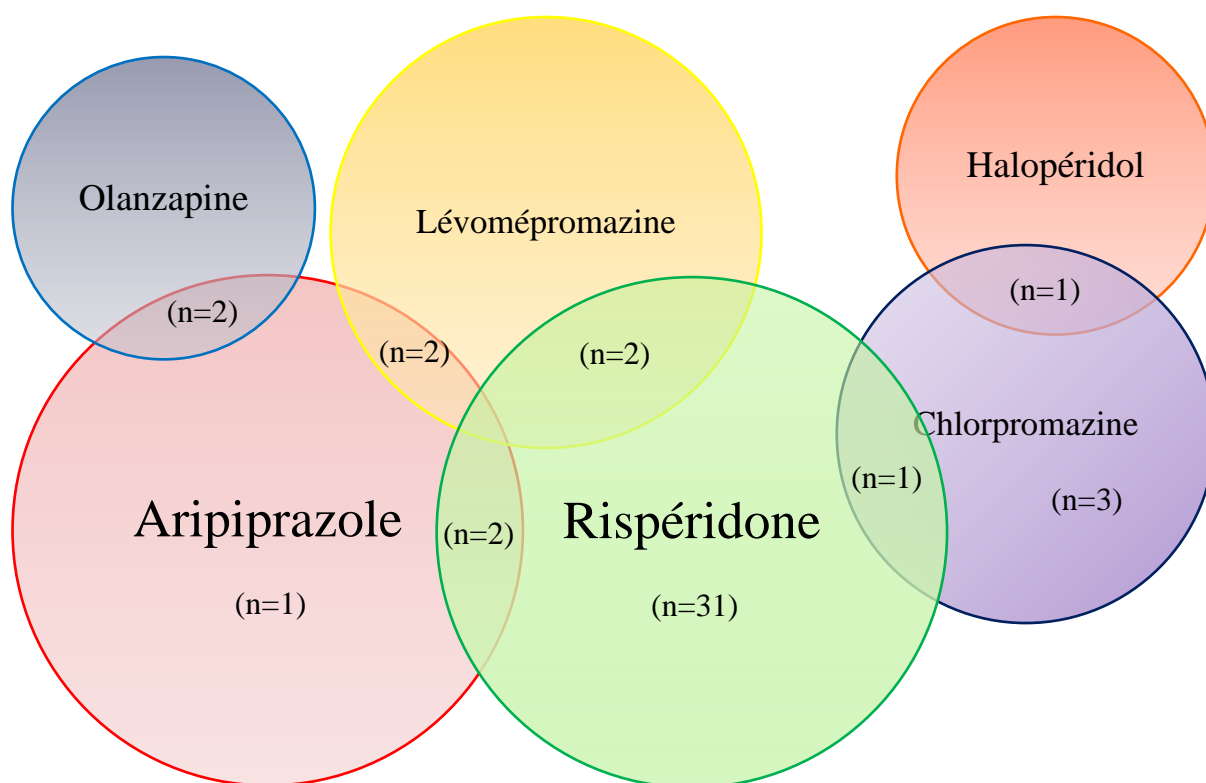 Olanzapine
Lévomépromazine
Halopéridol
(n=2)
(n=2)
(n=2)
(n=1)
Chlorpromazine
(n=1)
(n=3)
Aripiprazole
(n=2)
Rispéridone
(n=1)
(n=31)